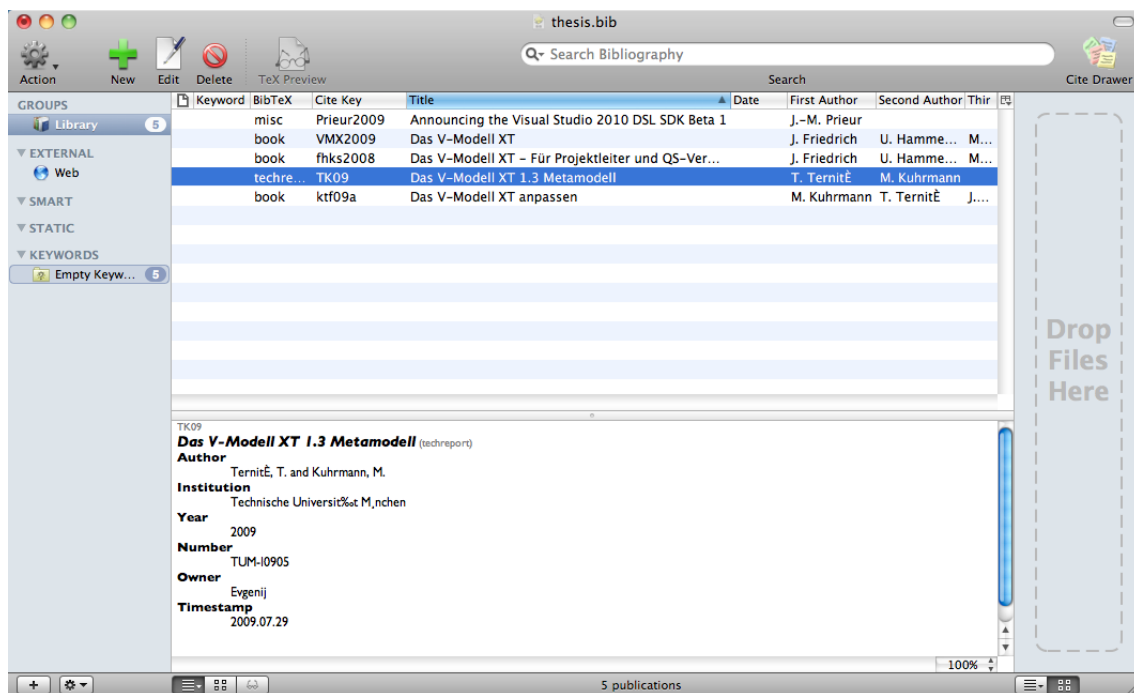 thesis.bib
Search Bibliography
Action New Edit Delete TeX Preview Search Cite Drawer
GROUPS
Library 5
EXTERNAL
Web
SMART
STATIC
KEYWORDS
Empty Keyw... 5
Keyword BibTeX Cite Key Title Date First Author Second Author Thir
misc Prieur2009 Announcing the Visual Studio 2010 DSL SDK Beta 1 J.-M. Prieur
book VMX2009 Das V-Modell XT J. Friedrich U. Hamme... M...
book fhks2008 Das V-Modell XT - Für Projektleiter und QS-Ver... J. Friedrich U. Hamme... M...
techre... TK09 Das V-Modell XT 1.3 Metamodell T. TernitÈ M. Kuhrmann
book ktf09a Das V-Modell XT anpassen M. Kuhrmann T. TernitÈ J....
Drop
Files
Here
TK09
Das V-Modell XT 1.3 Metamodell (techreport)
Author
TernitÈ, T. and Kuhrmann, M.
Institution
Technische Universit‰t M¸nchen
Year
2009
Number
TUM-I0905
Owner
Evgenij
Timestamp
2009.07.29
100%
5 publications